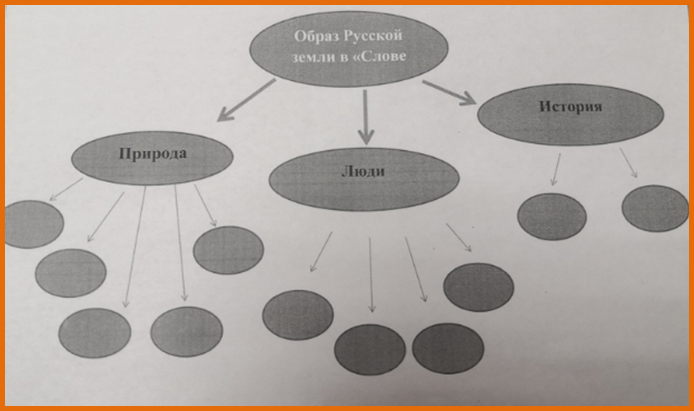 Образ Русской
земли в «Слове
История
Природа
Люди